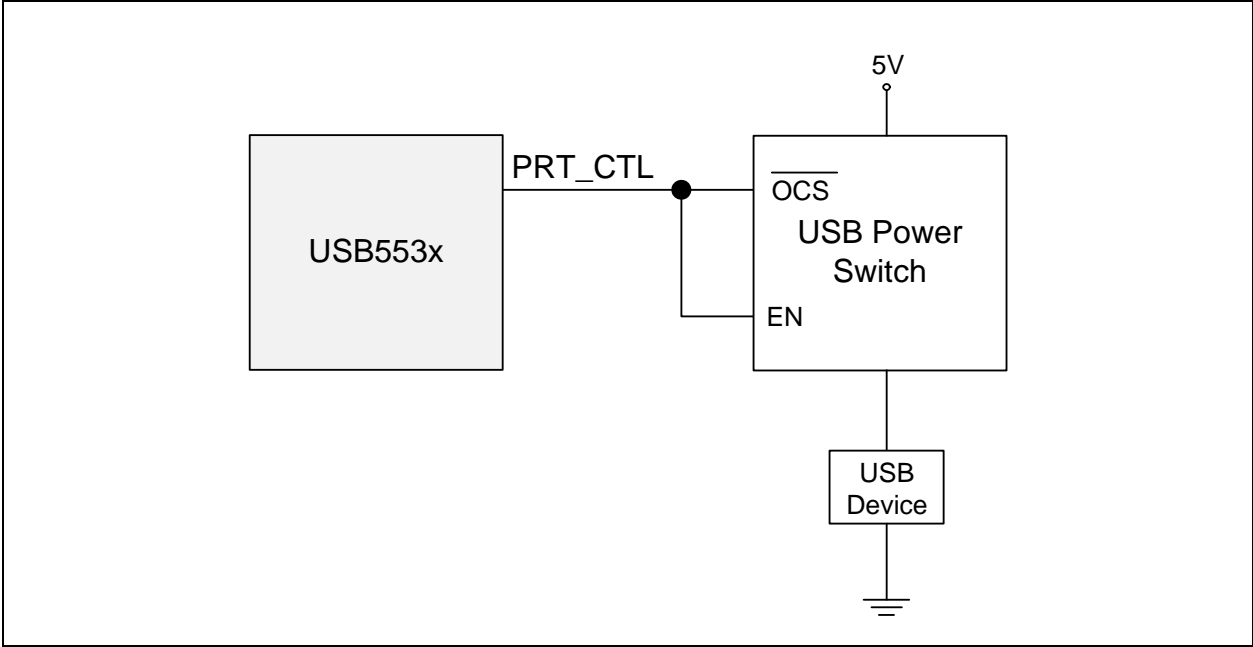 5V
PRT_CTL
OCS
USB553x
USB Power
Switch
EN
USB
Device